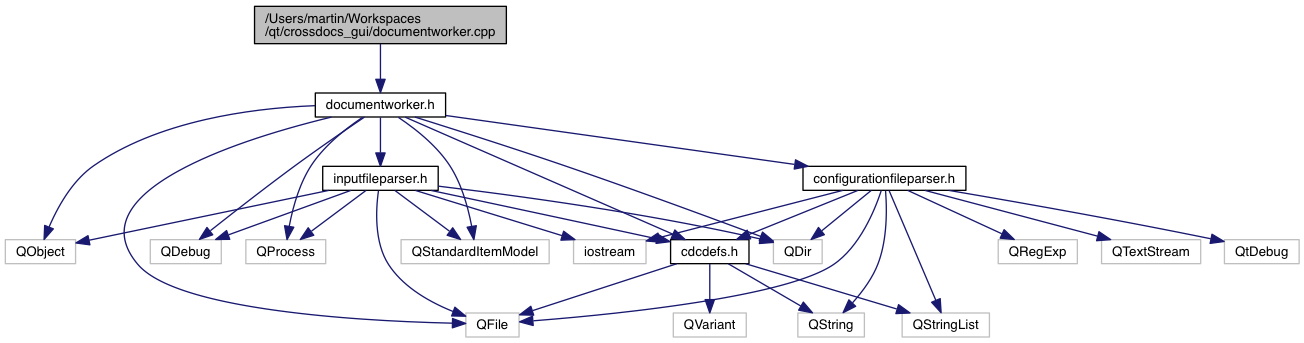 /Users/martin/Workspaces
/qt/crossdocs_gui/documentworker.cpp
documentworker.h
inputfileparser.h
configurationfileparser.h
QObject
QDebug
QProcess
QStandardItemModel
iostream
cdcdefs.h
QDir
QRegExp
QTextStream
QtDebug
QFile
QVariant
QString
QStringList